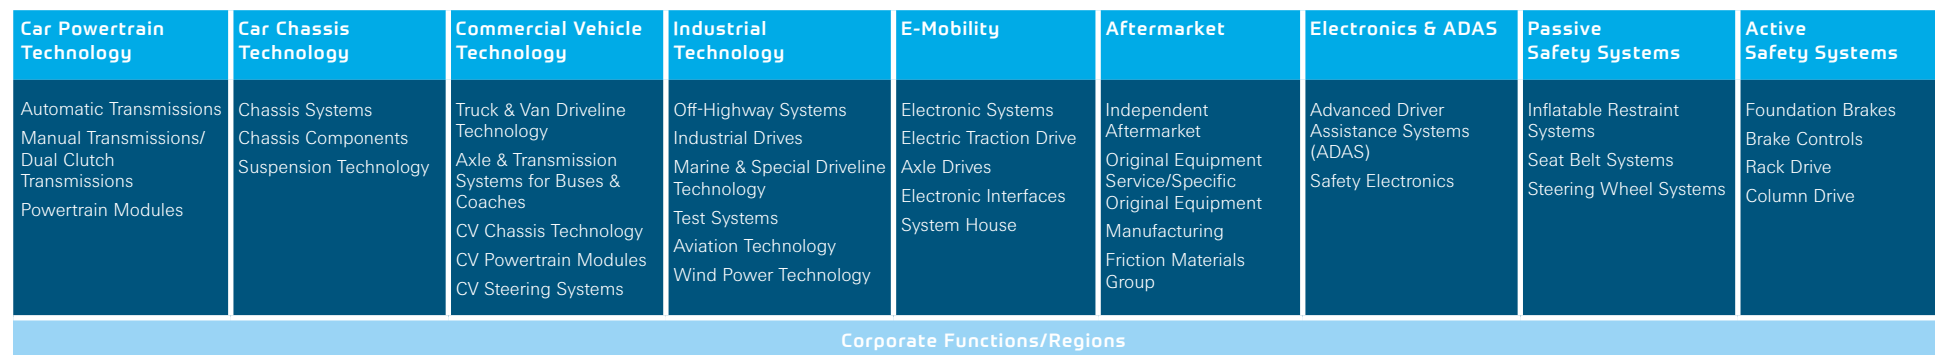 Car Powertrain
Technology
Automatic Transmissions
Manual Transmissions/
Dual Clutch
Transmissions
Powertrain Modules
Car Chassis
Technology
Chassis Systems
Chassis Components
Suspension Technology
Commercial Vehicle
Technology
Truck & Van Driveline
Technology
Axle & Transmission
Systems for Buses &
Coaches
CV Chassis Technology
CV Powertrain Modules
CV Steering Systems
Industrial
Technology
Off-Highway Systems
Industrial Drives
Marine & Special Driveline
Technology
Test Systems
Aviation Technology
Wind Power Technology
E-Mobility
Electronic Systems
Electric Traction Drive
Axle Drives
Electronic Interfaces
System House
Aftermarket
Independent
Aftermarket
Original Equipment
Service/Specific
Original Equipment
Manufacturing
Friction Materials
Group
Electronics & ADAS
Advanced Driver
Assistance Systems
(ADAS)
Safety Electronics
Passive
Safety Systems
Inflatable Restraint
Systems
Seat Belt Systems
Steering Wheel Systems
Active
Safety Systems
Foundation Brakes
Brake Controls
Rack Drive
Column Drive
Corporate Functions/Regions